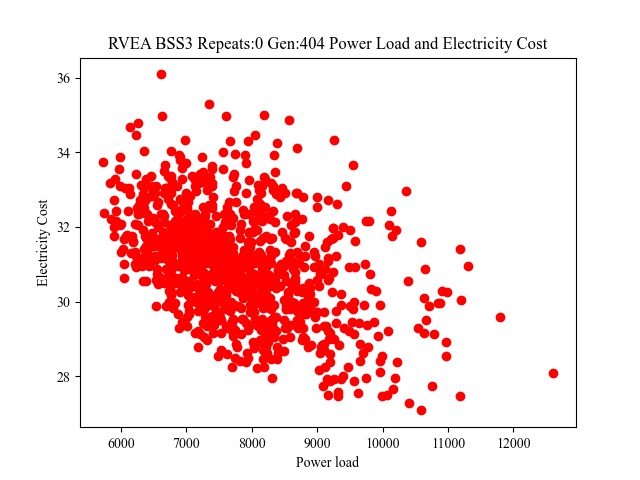 RVEA BSS3 Repeats:0 Gen:404 Power Load and Electricity Cost
36
34
32
30
28
Electricity Cost
6000 7000 8000 9000 10000 11000 12000
Power load